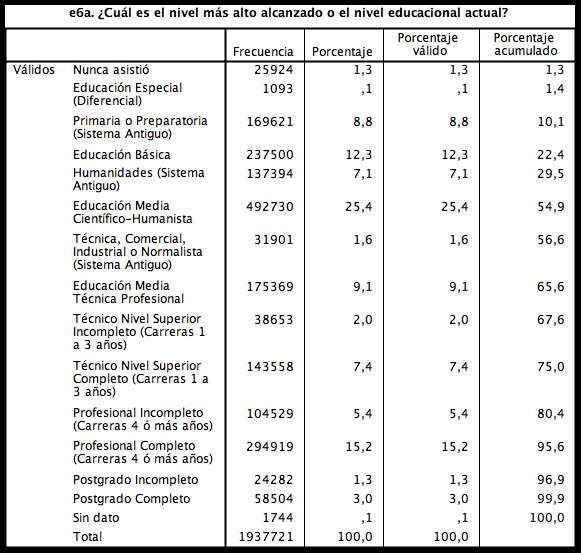 e6a. ¿Cuál es el nivel más alto alcanzado o el nivel educacional actual?
Frecuencia Porcentaje Porcentaje válido Porcentaje acumulado
Válidos Nunca asistió 25924 1,3 1,3 1,3
Educación Especial (Diferencial) 1093 ,1 ,1 1,4
Primaria o Preparatoria (Sistema Antiguo) 169621 8,8 8,8 10,1
Educación Básica 237500 12,3 12,3 22,4
Humanidades (Sistema Antiguo) 137394 7,1 7,1 29,5
Educación Media Científico-Humanista 492730 25,4 25,4 54,9
Técnica, Comercial, Industrial o Normalista (Sistema Antiguo) 31901 1,6 1,6 56,6
Educación Media Técnica Profesional 175369 9,1 9,1 65,6
Técnico Nivel Superior Incompleto (Carreras 1 a 3 años) 38653 2,0 2,0 67,6
Técnico Nivel Superior Completo (Carreras 1 a 3 años) 143558 7,4 7,4 75,0
Profesional Incompleto (Carreras 4 ó más años) 104529 5,4 5,4 80,4
Profesional Completo (Carreras 4 ó más años) 294919 15,2 15,2 95,6
Postgrado Incompleto 24282 1,3 1,3 96,9
Postgrado Completo 58504 3,0 3,0 99,9
Sin dato 1744 ,1 ,1 100,0
Total 1937721 100,0 100,0